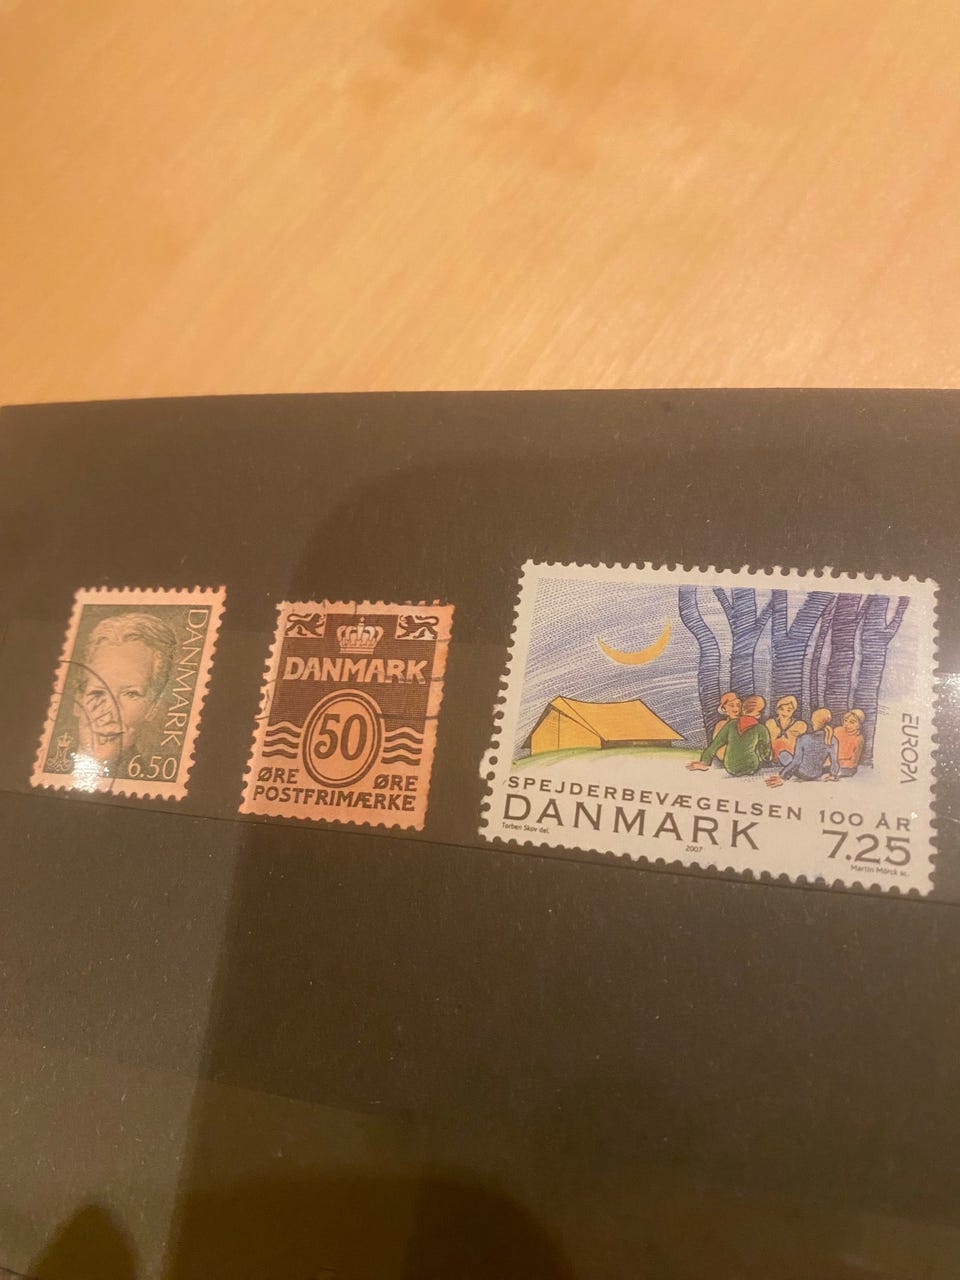 DANMARK
6.50
DANMARK
50
ØRE ØRE
POSTFRIMÆRKE
EUROPA
SPEJDERBEVÆGELSEN 100 ÅR
DANMARK 7.25
Torben Skov del. 2007 Martin Mörck sc.